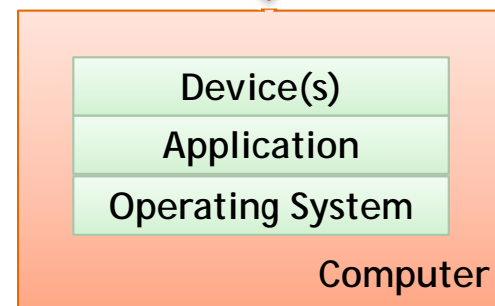 Device(s)
Application
Operating System
Computer